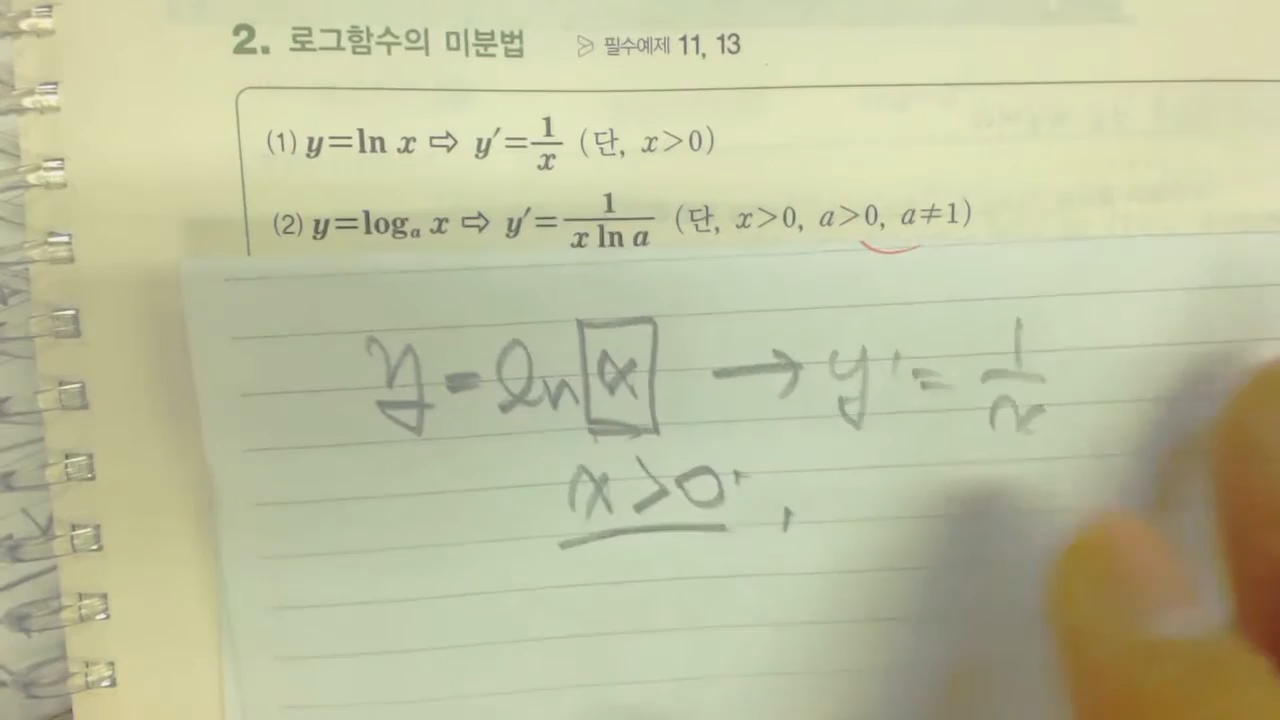 2. 로그함수의 미분법 ▷ 필수예제 11, 13
(1) y=ln x ⇨ y′=1/x (단, x>0)
(2) y=logₐ x ⇨ y′=1/(x ln a) (단, x>0, a>0, a≠1)
y = ln x → y' = 1/x
x > 0,